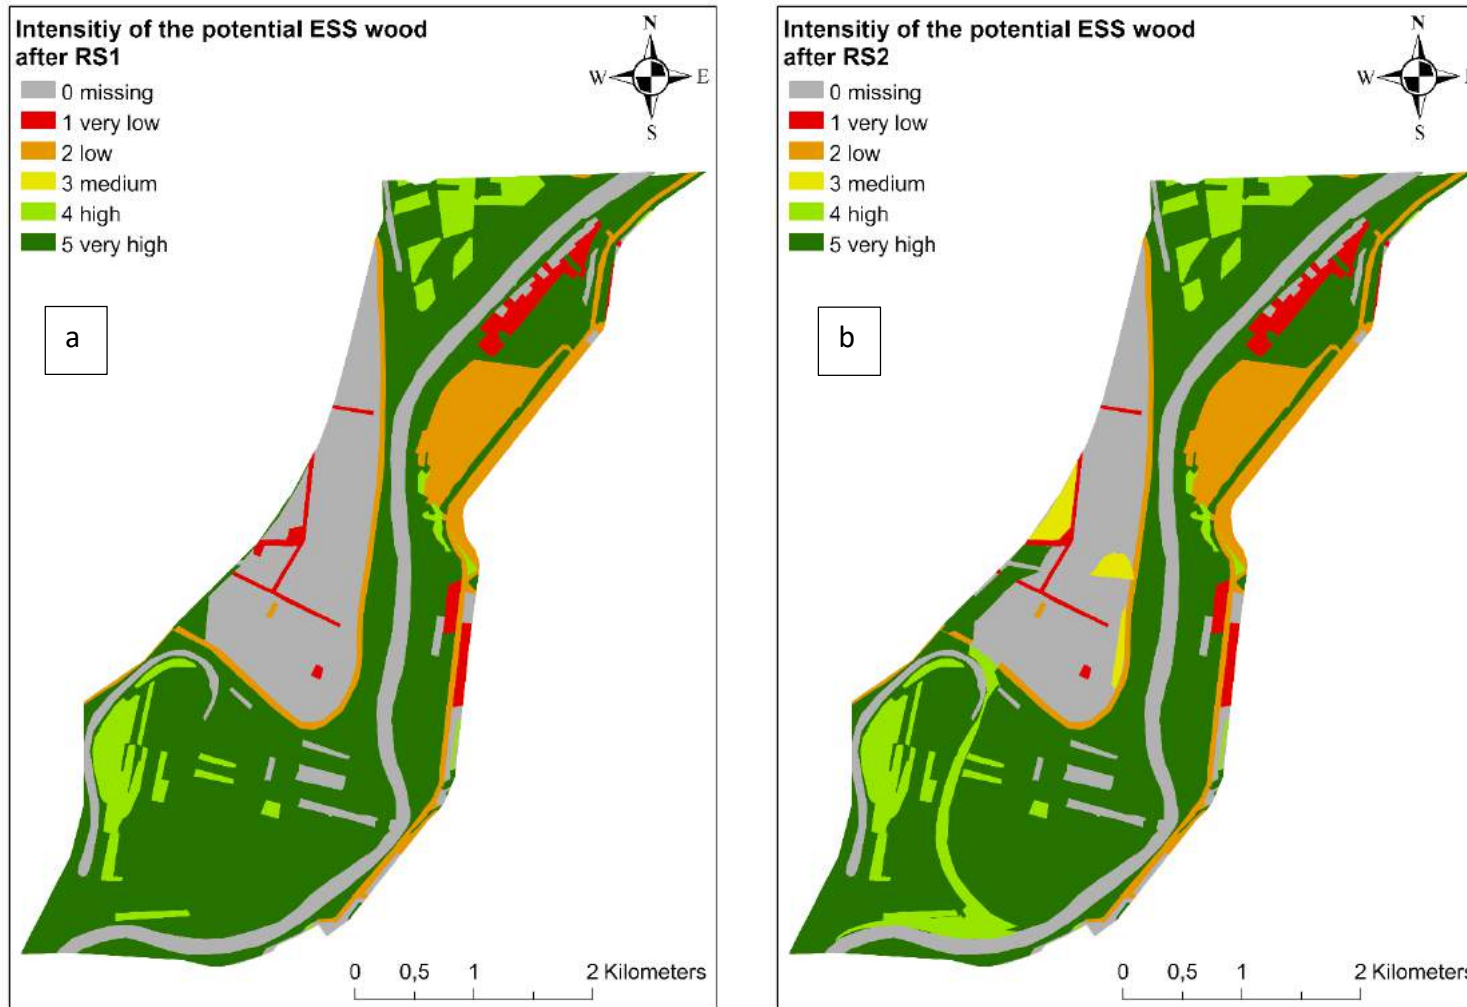 Intensitiy of the potential ESS wood
after RS1
N
W
E
S
0 missing
1 very low
2 low
3 medium
4 high
5 very high
a
0
0,5
1
2 Kilometers
Intensitiy of the potential ESS wood
after RS2
N
W
S
0 missing
1 very low
2 low
3 medium
4 high
5 very high
b
0
0,5
1
2 Kilometers